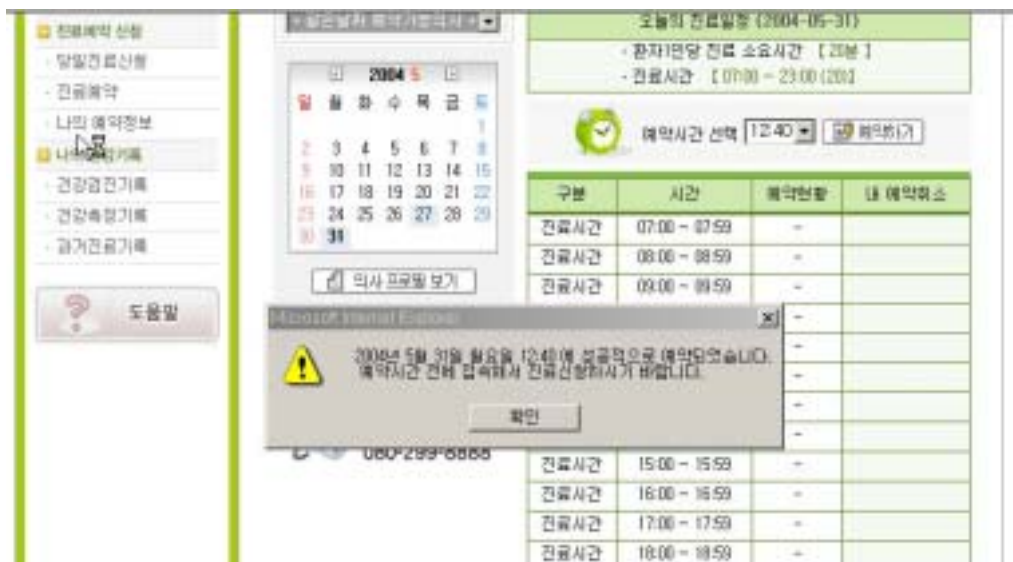 진료예약 신청
· 당일진료신청
· 진료예약
· 나의 예약정보
· 건강검진기록
· 건강측정기록
· 과거진료기록
도움말
2004 5
일 월 화 수 목 금 토
1
2 3 4 5 6 7 8
9 10 11 12 13 14 15
16 17 18 19 20 21 22
23 24 25 26 27 28 29
30 31
의사 프로필 보기
080-299-8888
오늘의 진료일정 (2004-05-31)
· 환자1인당 진료 소요시간 [ 20분 ]
· 진료시간 [ 07:00 ~ 23:00 (20)]
예약시간 선택 12:40 예약하기
구분 시간 예약현황 내 예약취소
진료시간 07:00 ~ 07:59 -
진료시간 08:00 ~ 08:59 -
진료시간 09:00 ~ 09:59 -
-
-
-
-
-
진료시간 15:00 ~ 15:59 -
진료시간 16:00 ~ 16:59 -
진료시간 17:00 ~ 17:59 -
진료시간 18:00 ~ 18:59 -
Microsoft Internet Explorer
2004년 5월 31일 월요일 12:40 에 성공적으로 예약되었습니다.
예약시간 전에 접속해서 진료신청하시기 바랍니다.
확인